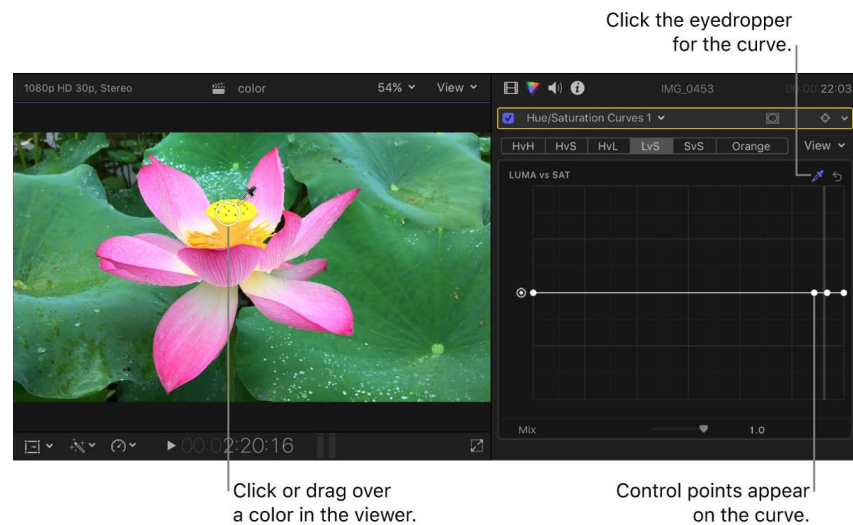 Click the eyedropper
for the curve.
1080p HD 30p, Stereo
color
54%
View
IMG_0453
00:00:22:03
Hue/Saturation Curves 1
HvH
HvS
HvL
LvS
SvS
Orange
View
LUMA vs SAT
Mix
1.0
00:02:20:16
Click or drag over
a color in the viewer.
Control points appear
on the curve.